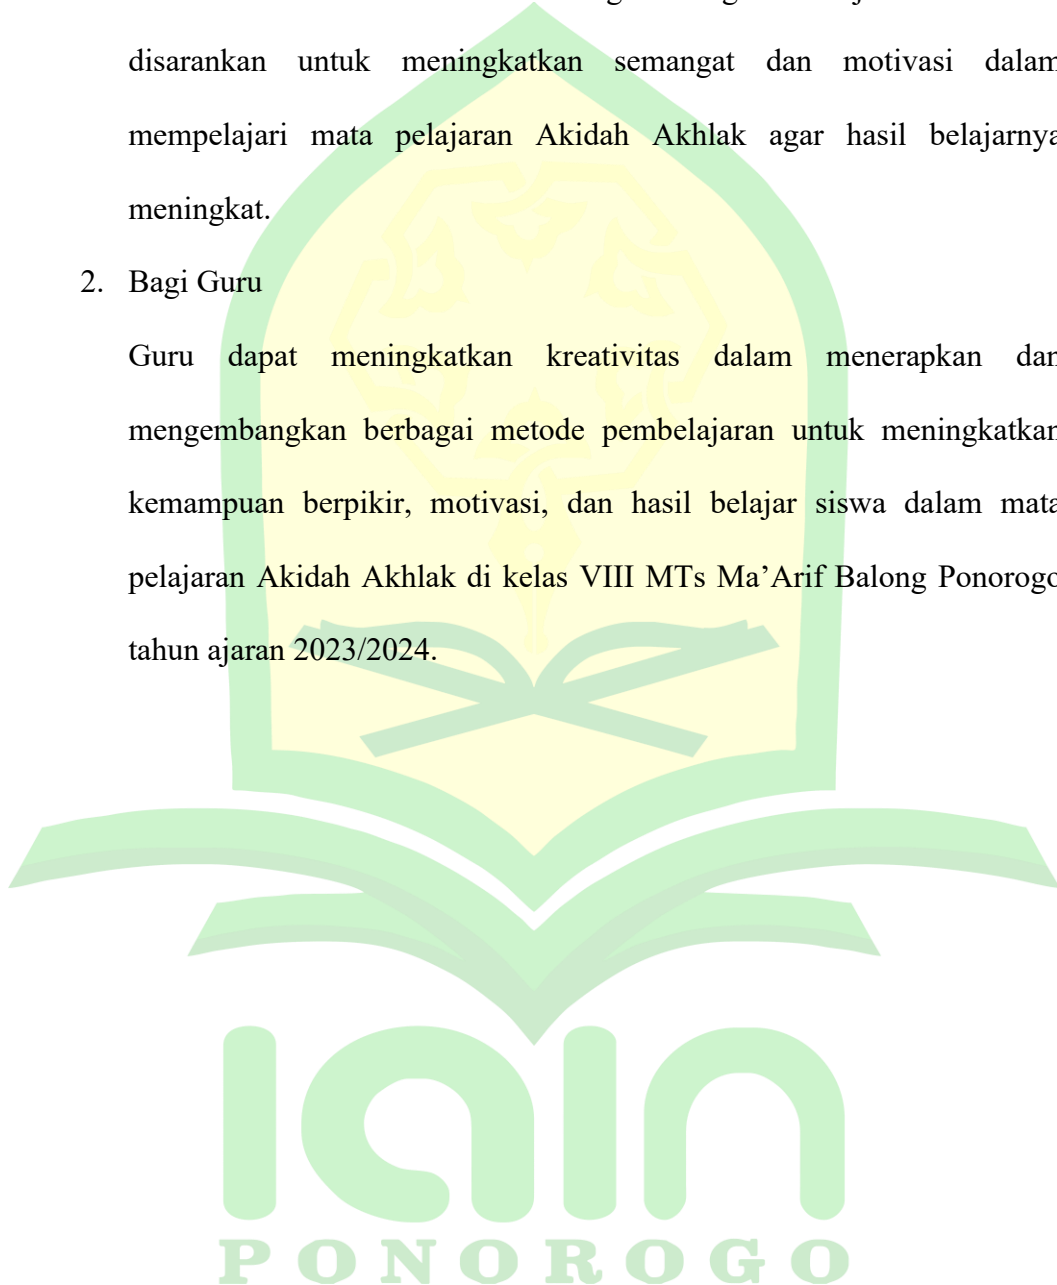 disarankan untuk meningkatkan semangat dan motivasi dalam
mempelajari mata pelajaran Akidah Akhlak agar hasil belajarnya
meningkat.
2. Bagi Guru
Guru dapat meningkatkan kreativitas dalam menerapkan dan
mengembangkan berbagai metode pembelajaran untuk meningkatkan
kemampuan berpikir, motivasi, dan hasil belajar siswa dalam mata
pelajaran Akidah Akhlak di kelas VIII MTs Ma’Arif Balong Ponorogo
tahun ajaran 2023/2024.
iain
PONOROGO